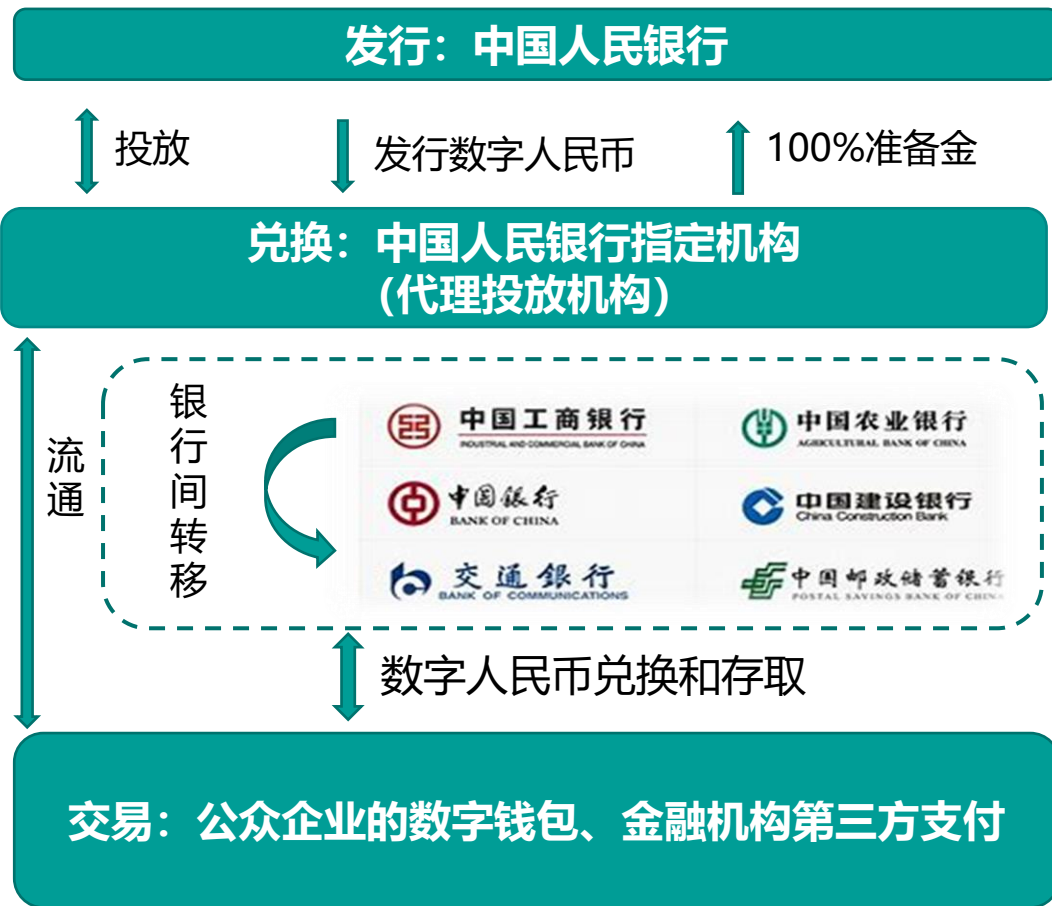 发行：中国人民银行
投放
发行数字人民币
100%准备金
兑换：中国人民银行指定机构
(代理投放机构）
流通
银行间转移
中国工商银行
INDUSTRIAL AND COMMERCIAL BANK OF CHINA
中国农业银行
AGRICULTURAL BANK OF CHINA
中国银行
BANK OF CHINA
中国建设银行
China Construction Bank
交通銀行
BANK OF COMMUNICATIONS
中国邮政储蓄银行
POSTAL SAVINGS BANK OF CHINA
数字人民币兑换和存取
交易：公众企业的数字钱包、金融机构第三方支付